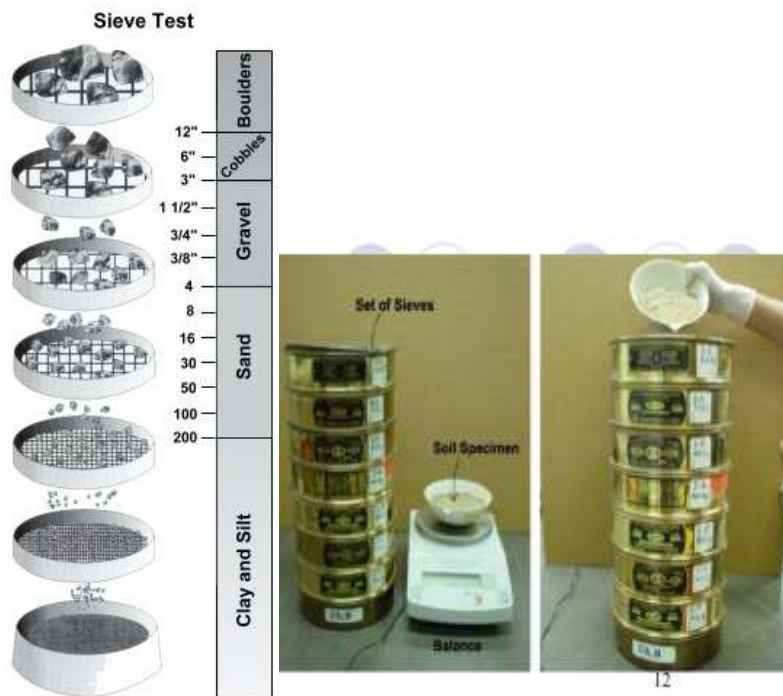 Sieve Test
Boulders
12"
Cobbles
6"
3"
1 1/2"
Gravel
3/4"
3/8"
4
8
16
Sand
30
50
100
200
Clay and Silt
Set of Sieves
Soil Specimen
Balance
12